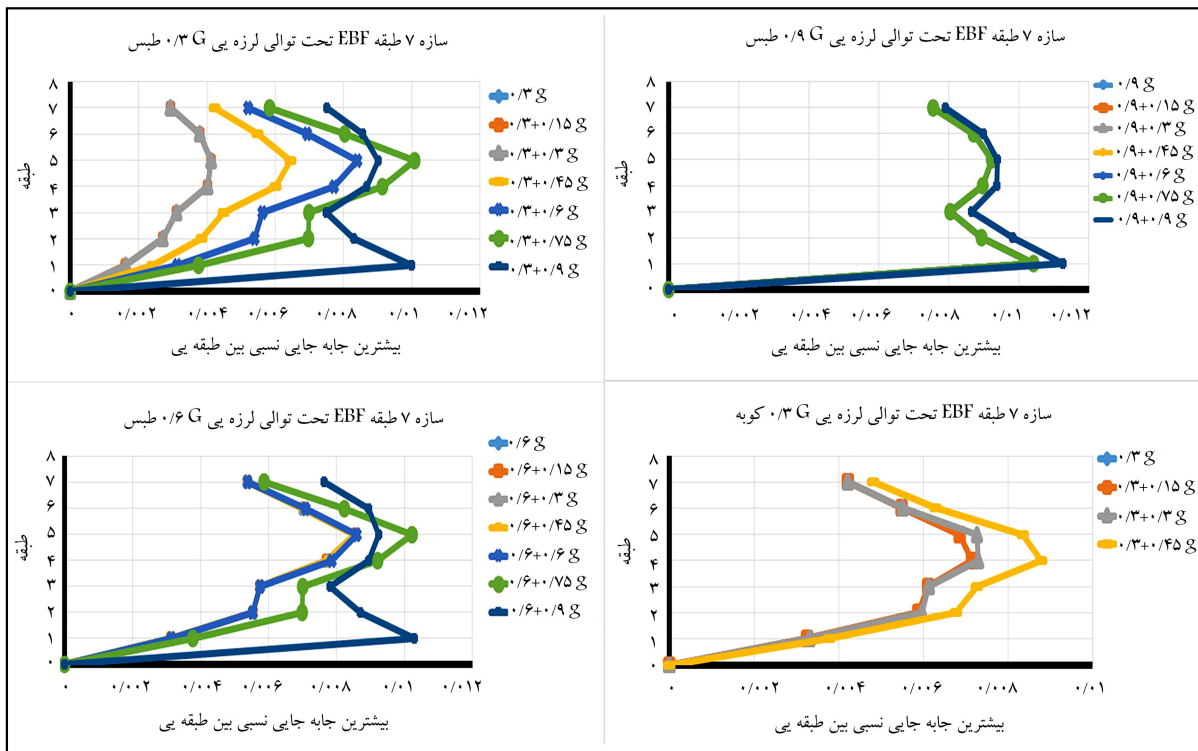 سازه ۷ طبقه EBF تحت توالی لرزه یی ۰/۳ G طبس
۸
۷
۶
۵
۴
۳
۲
۱
۰
طبقه
۰
۰/۰۰۲
۰/۰۰۴
۰/۰۰۶
۰/۰۰۸
۰/۰۱
۰/۰۱۲
بیشترین جابه جایی نسبی بین طبقه یی
۰/۳ g
۰/۳+۰/۱۵ g
۰/۳+۰/۳ g
۰/۳+۰/۴۵ g
۰/۳+۰/۶ g
۰/۳+۰/۷۵ g
۰/۳+۰/۹ g
سازه ۷ طبقه EBF تحت توالی لرزه یی ۰/۹ G طبس
۸
۷
۶
۵
۴
۳
۲
۱
۰
طبقه
۰
۰/۰۰۲
۰/۰۰۴
۰/۰۰۶
۰/۰۰۸
۰/۰۱
۰/۰۱۲
بیشترین جابه جایی نسبی بین طبقه یی
۰/۹ g
۰/۹+۰/۱۵ g
۰/۹+۰/۳ g
۰/۹+۰/۴۵ g
۰/۹+۰/۶ g
۰/۹+۰/۷۵ g
۰/۹+۰/۹ g
سازه ۷ طبقه EBF تحت توالی لرزه یی ۰/۶ G طبس
۸
۷
۶
۵
۴
۳
۲
۱
۰
طبقه
۰
۰/۰۰۲
۰/۰۰۴
۰/۰۰۶
۰/۰۰۸
۰/۰۱
۰/۰۱۲
بیشترین جابه جایی نسبی بین طبقه یی
۰/۶ g
۰/۶+۰/۱۵ g
۰/۶+۰/۳ g
۰/۶+۰/۴۵ g
۰/۶+۰/۶ g
۰/۶+۰/۷۵ g
۰/۶+۰/۹ g
سازه ۷ طبقه EBF تحت توالی لرزه یی ۰/۳ G کوبه
۸
۷
۶
۵
۴
۳
۲
۱
۰
طبقه
۰
۰/۰۰۲
۰/۰۰۴
۰/۰۰۶
۰/۰۰۸
۰/۰۱
بیشترین جابه جایی نسبی بین طبقه یی
۰/۳ g
۰/۳+۰/۱۵ g
۰/۳+۰/۳ g
۰/۳+۰/۴۵ g